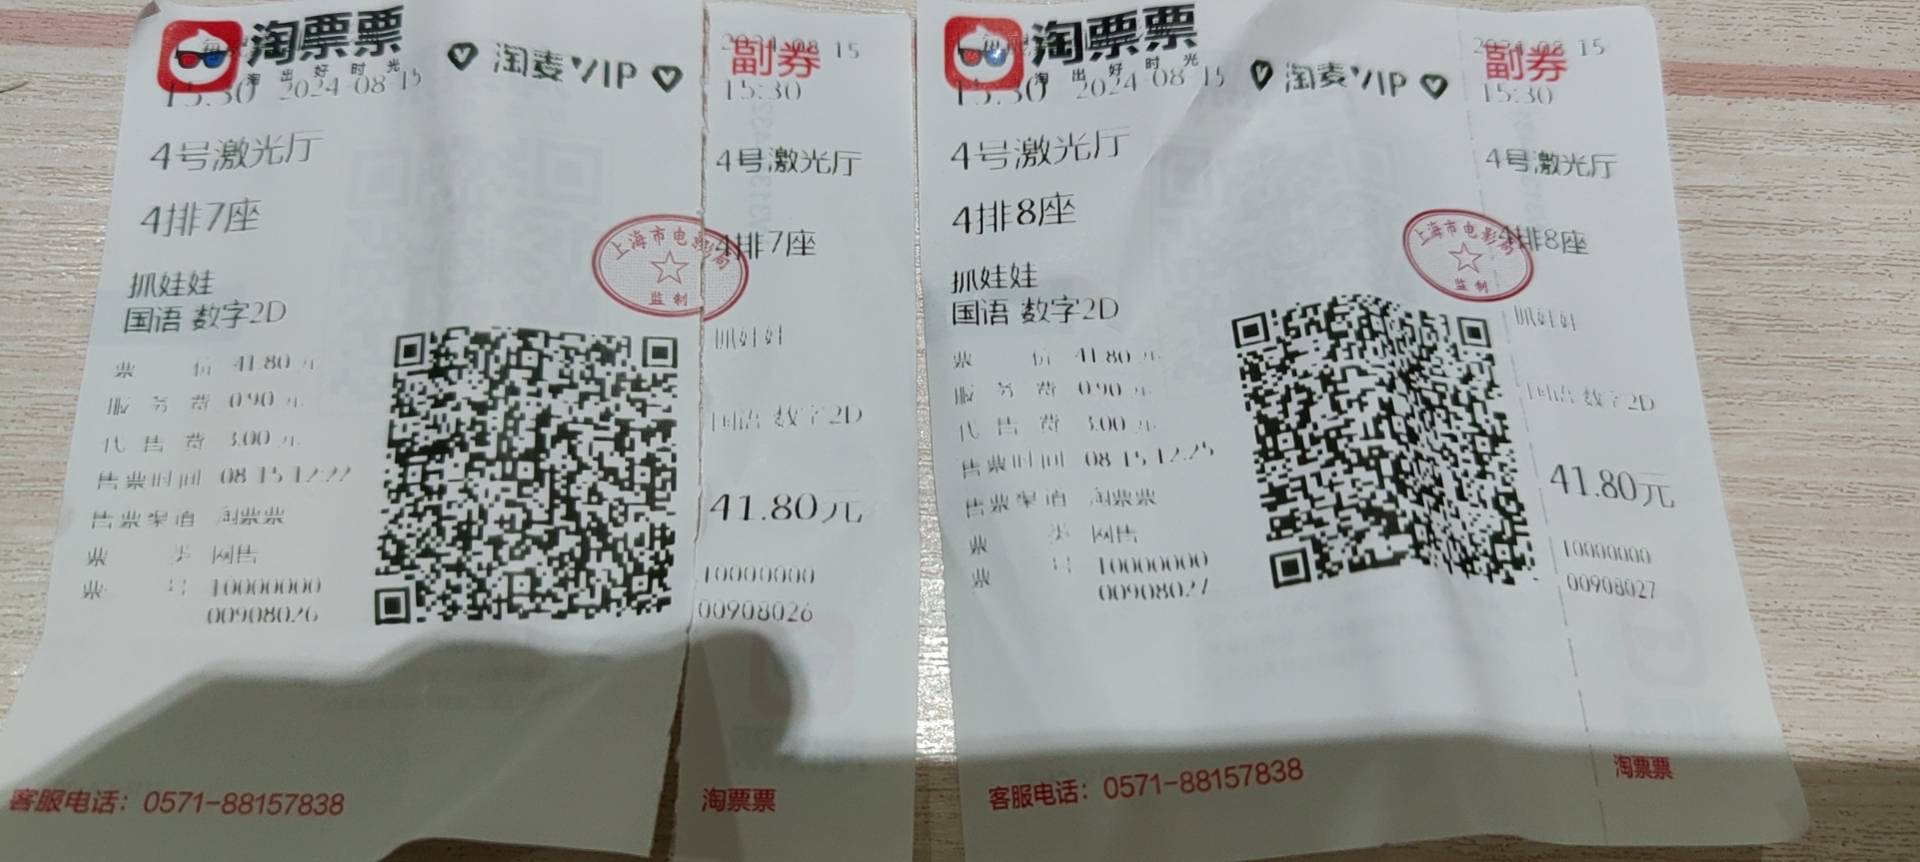 淘票票
淘出好时光
淘麦VIP
15:30 2024-08-15
4号激光厅
4排7座
抓娃娃
国语 数字2D
票价 41.80元
服务费 0.90元
代售费 3.00元
售票时间 08-15 12:22
售票渠道 淘票票
票类 网售
票号 10000000
00908026
上海市电影局
监制
客服电话：0571-88157838
副券
2024-08-15
15:30
4号激光厅
4排7座
抓娃娃
国语 数字2D
41.80元
10000000
00908026
淘票票
淘票票
淘出好时光
淘麦VIP
15:30 2024-08-15
4号激光厅
4排8座
抓娃娃
国语 数字2D
票价 41.80元
服务费 0.90元
代售费 3.00元
售票时间 08-15 12:25
售票渠道 淘票票
票类 网售
票号 10000000
00908027
上海市电影局
监制
客服电话：0571-88157838
副券
2024-08-15
15:30
4号激光厅
4排8座
抓娃娃
国语 数字2D
41.80元
10000000
00908027
淘票票